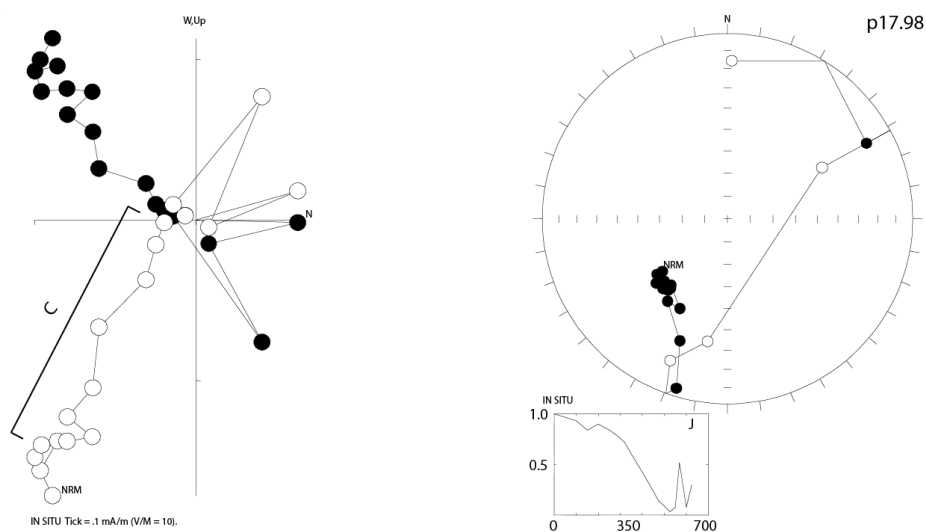 W,Up
N
C
NRM
IN SITU Tick = .1 mA/m (V/M = 10).
p17.98
N
NRM
IN SITU
1.0
J
0.5
0
350
700